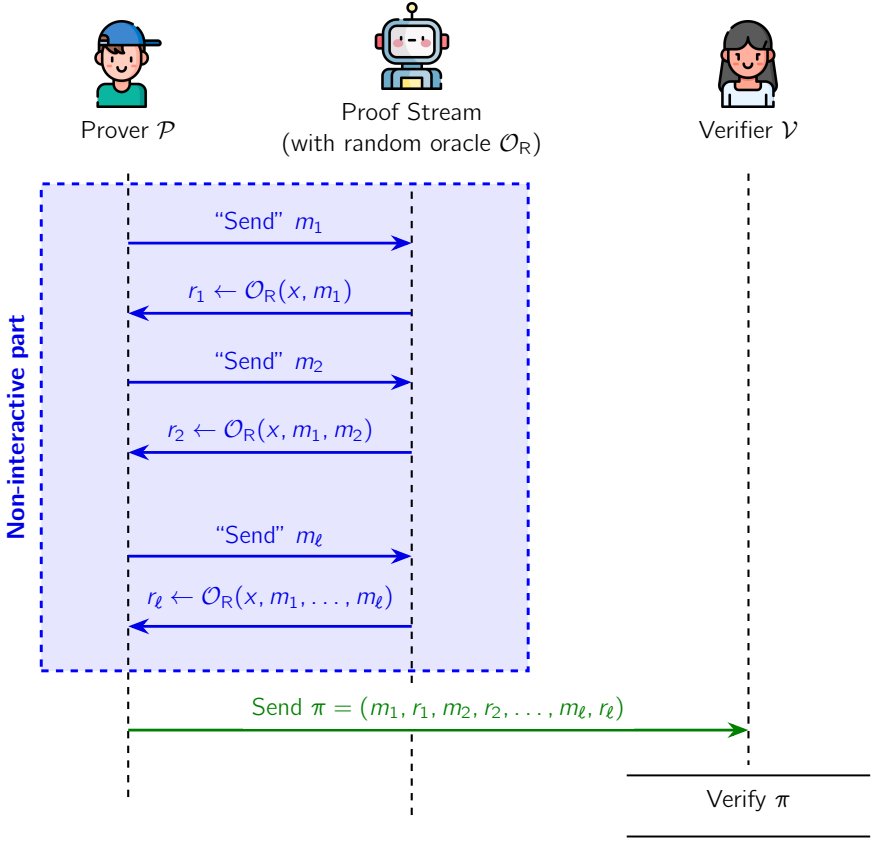 Prover 𝒫
Proof Stream
(with random oracle 𝒪_R)
Verifier 𝒱
Non-interactive part
“Send” m₁
r₁ ← 𝒪_R(x, m₁)
“Send” m₂
r₂ ← 𝒪_R(x, m₁, m₂)
“Send” m_ℓ
r_ℓ ← 𝒪_R(x, m₁, . . . , m_ℓ)
Send π = (m₁, r₁, m₂, r₂, . . . , m_ℓ, r_ℓ)
Verify π